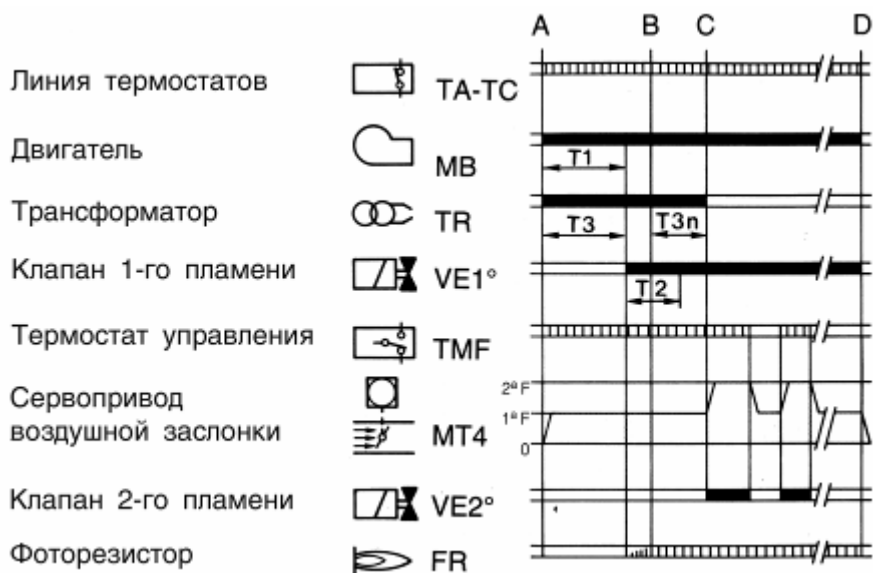 A B C D
Линия термостатов TA-TC
Двигатель MB
T1
Трансформатор TR
T3 T3n
Клапан 1-го пламени VE1°
T2
Термостат управления TMF
2ª F
Сервопривод
воздушной заслонки MT4
1ª F
0
Клапан 2-го пламени VE2°
Фоторезистор FR